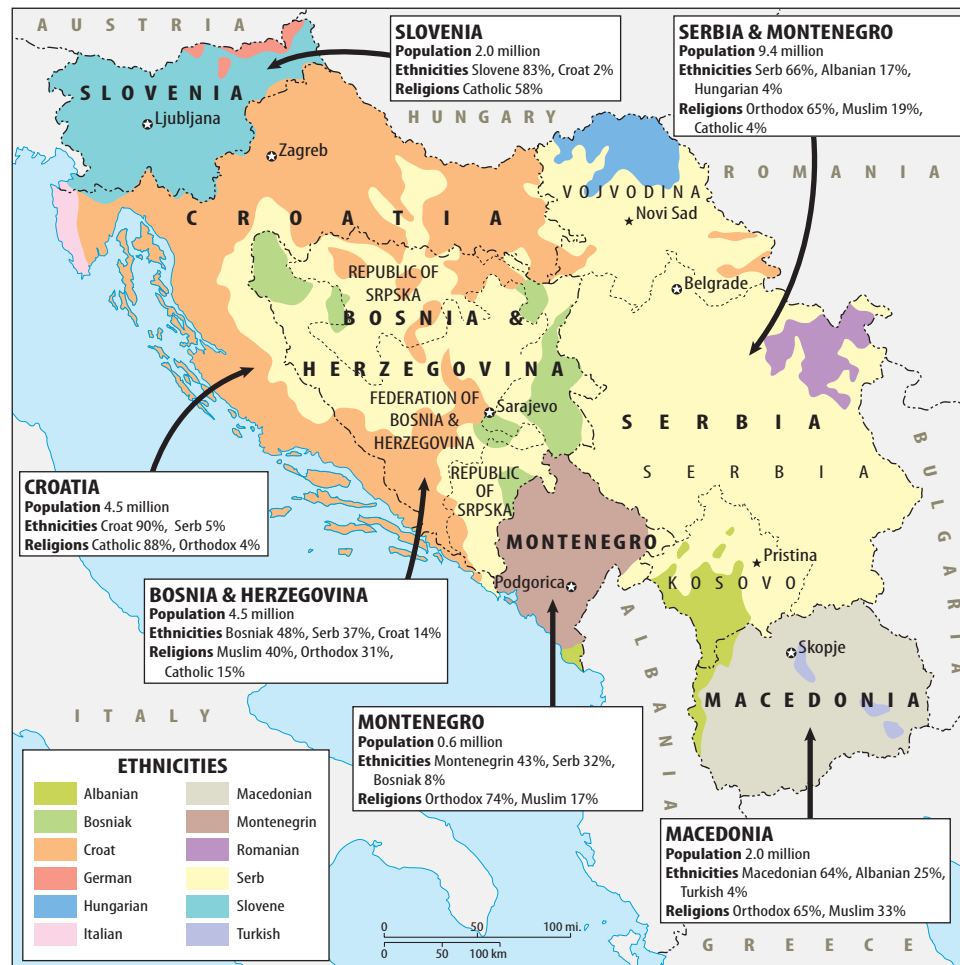 AUSTRIA
SLOVENIA
Population 2.0 million
Ethnicities Slovene 83%, Croat 2%
Religions Catholic 58%
SERBIA & MONTENEGRO
Population 9.4 million
Ethnicities Serb 66%, Albanian 17%,
Hungarian 4%
Religions Orthodox 65%, Muslim 19%,
Catholic 4%
SLOVENIA
Ljubljana
HUNGARY
Zagreb
ROMANIA
VOJVODINA
Novi Sad
CROATIA
REPUBLIC OF
SRPSKA
Belgrade
BOSNIA &
HERZEGOVINA
FEDERATION OF
BOSNIA &
HERZEGOVINA
Sarajevo
SERBIA
SERBIA
BULGARIA
REPUBLIC
OF
SRPSKA
CROATIA
Population 4.5 million
Ethnicities Croat 90%, Serb 5%
Religions Catholic 88%, Orthodox 4%
MONTENEGRO
Podgorica
Pristina
KOSOVO
BOSNIA & HERZEGOVINA
Population 4.5 million
Ethnicities Bosniak 48%, Serb 37%, Croat 14%
Religions Muslim 40%, Orthodox 31%,
Catholic 15%
ALBANIA
Skopje
MACEDONIA
ITALY
MONTENEGRO
Population 0.6 million
Ethnicities Montenegrin 43%, Serb 32%,
Bosniak 8%
Religions Orthodox 74%, Muslim 17%
MACEDONIA
Population 2.0 million
Ethnicities Macedonian 64%, Albanian 25%,
Turkish 4%
Religions Orthodox 65%, Muslim 33%
GREECE
ETHNICITIES
Albanian
Bosniak
Croat
German
Hungarian
Italian
Macedonian
Montenegrin
Romanian
Serb
Slovene
Turkish
0 50 100 mi.
0 50 100 km